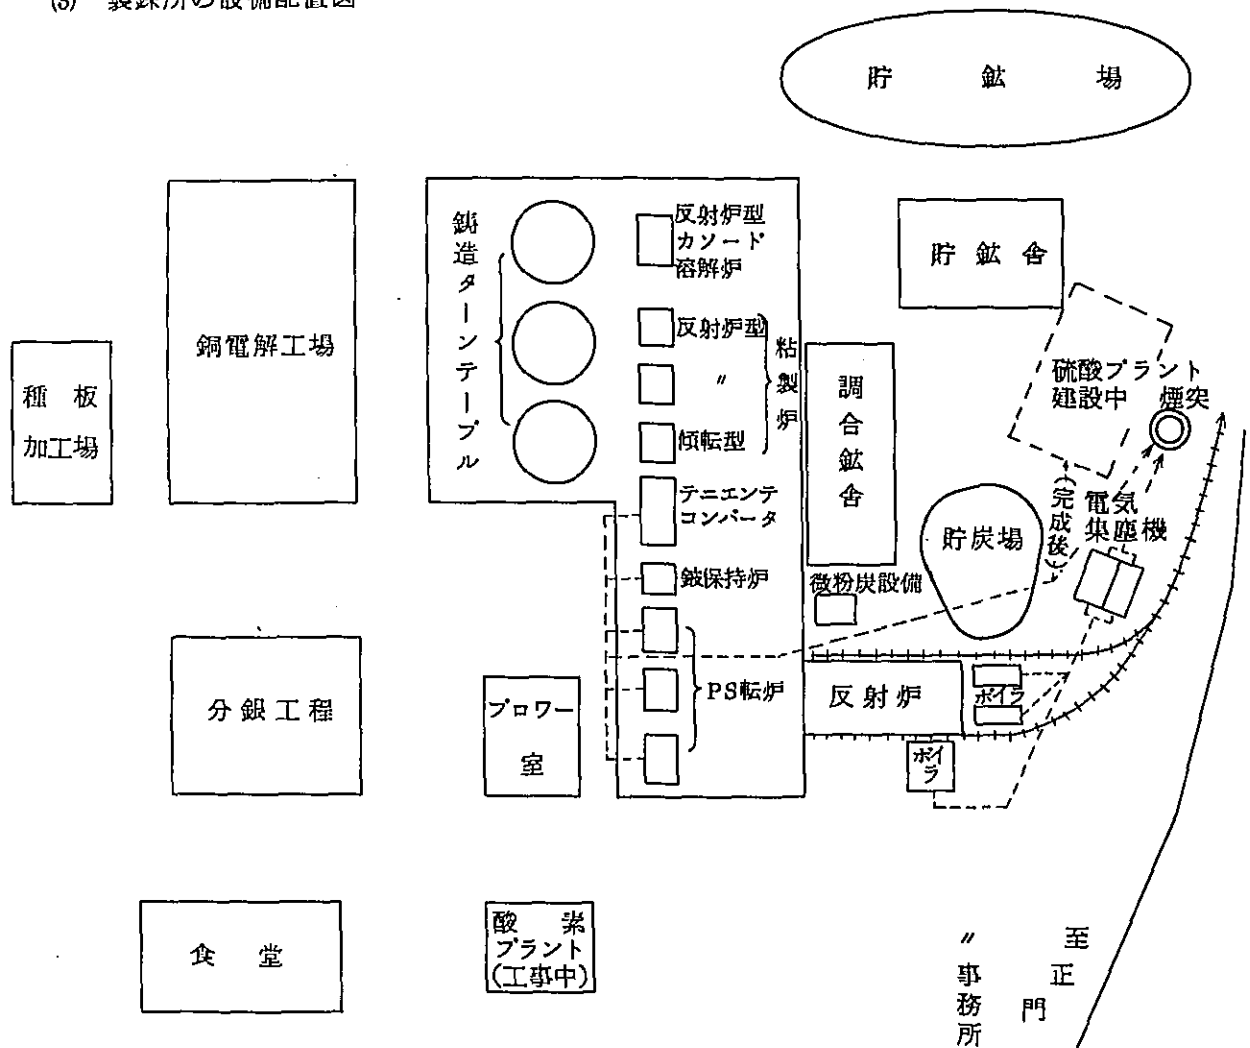 (3) 製錬所の設備配置図
貯鉱場
鋳造ターンテーブル
反射炉型
カソード
溶解炉
貯鉱舎
銅電解工場
種板
加工場
反射炉型
〃
傾転型
粘製炉
調合鉱舎
硫酸プラント
建設中
煙突
テニエンテ
コンバータ
(完成後)
電気
集塵機
貯炭場
鈹保持炉
微粉炭設備
分銀工程
ブロワー
室
PS転炉
反射炉
ボイラ
ボイラ
食堂
酸素
プラント
(工事中)
至正門
〃事務所